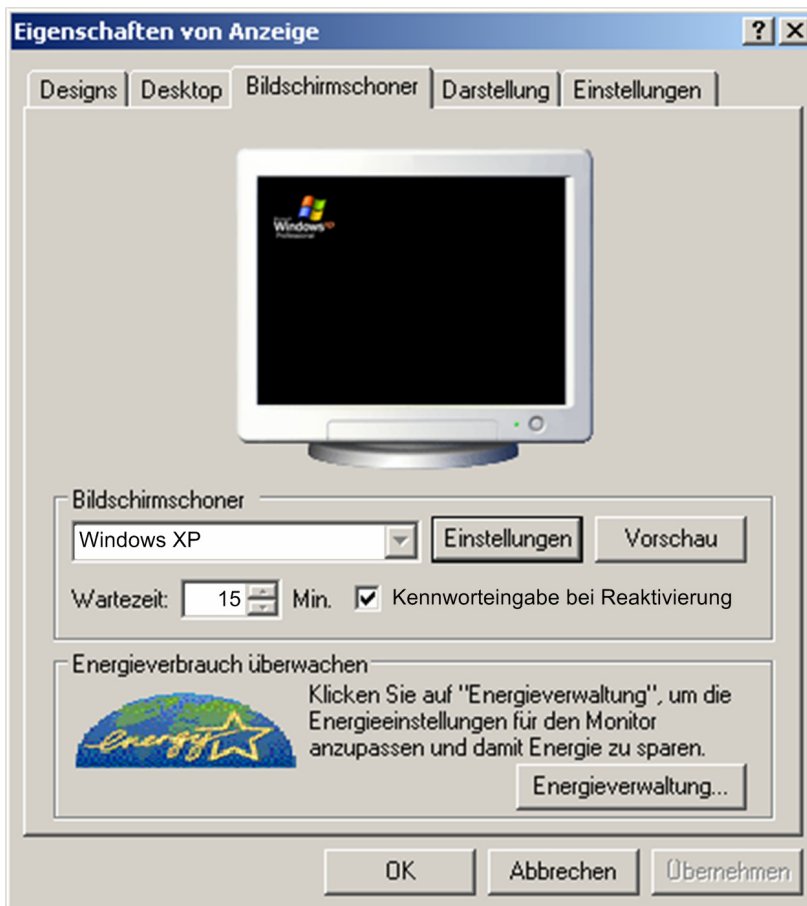 Eigenschaften von Anzeige
Designs Desktop Bildschirmschoner Darstellung Einstellungen
Windows xp
Professional
Bildschirmschoner
Windows XP Einstellungen Vorschau
Wartezeit: 15 Min. Kennworteingabe bei Reaktivierung
Energieverbrauch überwachen
energy
Klicken Sie auf "Energieverwaltung", um die
Energieeinstellungen für den Monitor
anzupassen und damit Energie zu sparen.
Energieverwaltung...
OK Abbrechen Übernehmen